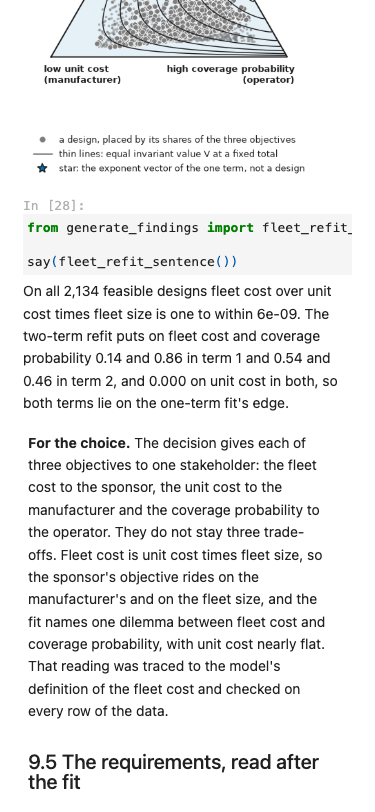 low unit cost high coverage probability
(manufacturer) (operator)
a design, placed by its shares of the three objectives
thin lines: equal invariant value V at a fixed total
star: the exponent vector of the one term, not a design
In [28]:
from generate_findings import fleet_refit_
say(fleet_refit_sentence())
On all 2,134 feasible designs fleet cost over unit
cost times fleet size is one to within 6e-09. The
two-term refit puts on fleet cost and coverage
probability 0.14 and 0.86 in term 1 and 0.54 and
0.46 in term 2, and 0.000 on unit cost in both, so
both terms lie on the one-term fit's edge.
For the choice. The decision gives each of
three objectives to one stakeholder: the fleet
cost to the sponsor, the unit cost to the
manufacturer and the coverage probability to
the operator. They do not stay three trade-
offs. Fleet cost is unit cost times fleet size, so
the sponsor's objective rides on the
manufacturer's and on the fleet size, and the
fit names one dilemma between fleet cost and
coverage probability, with unit cost nearly flat.
That reading was traced to the model's
definition of the fleet cost and checked on
every row of the data.
9.5 The requirements, read after
the fit